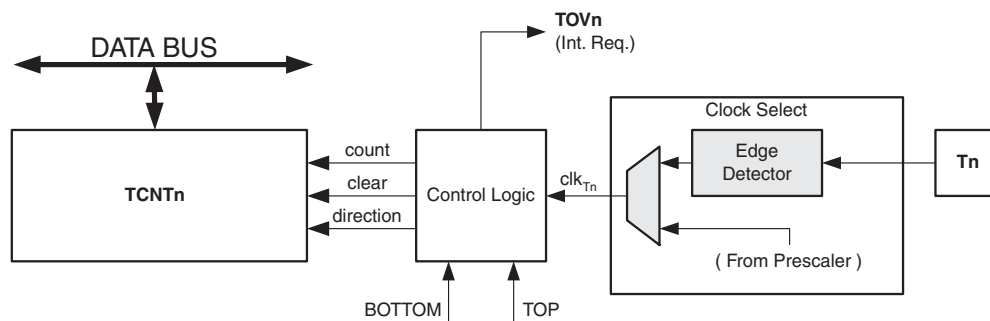 TOVn
(Int. Req.)
DATA BUS
Clock Select
count
Edge
Detector
Tn
TCNTn
clear
Control Logic
clkTn
direction
( From Prescaler )
BOTTOM
TOP